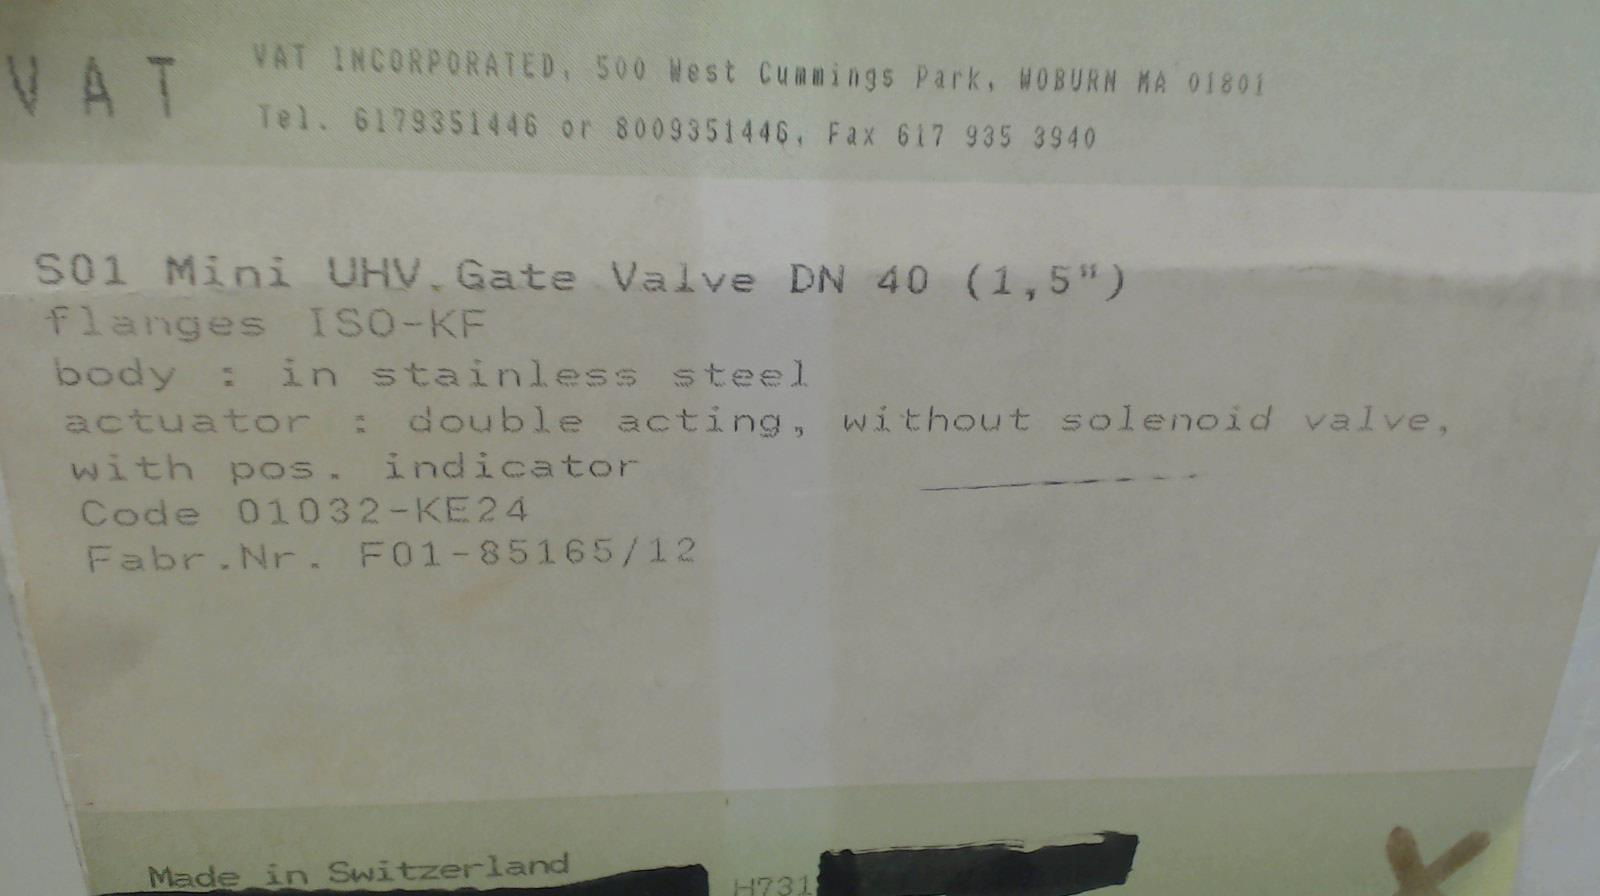 VAT
VAT INCORPORATED, 500 West Cummings Park, WOBURN MA 01801
Tel. 6179351446 or 8009351446, Fax 617 935 3940
S01 Mini UHV.Gate Valve DN 40 (1,5")
flanges ISO-KF
body : in stainless steel
actuator : double acting, without solenoid valve,
with pos. indicator
Code 01032-KE24
Fabr.Nr. F01-85165/12
Made in Switzerland
H731